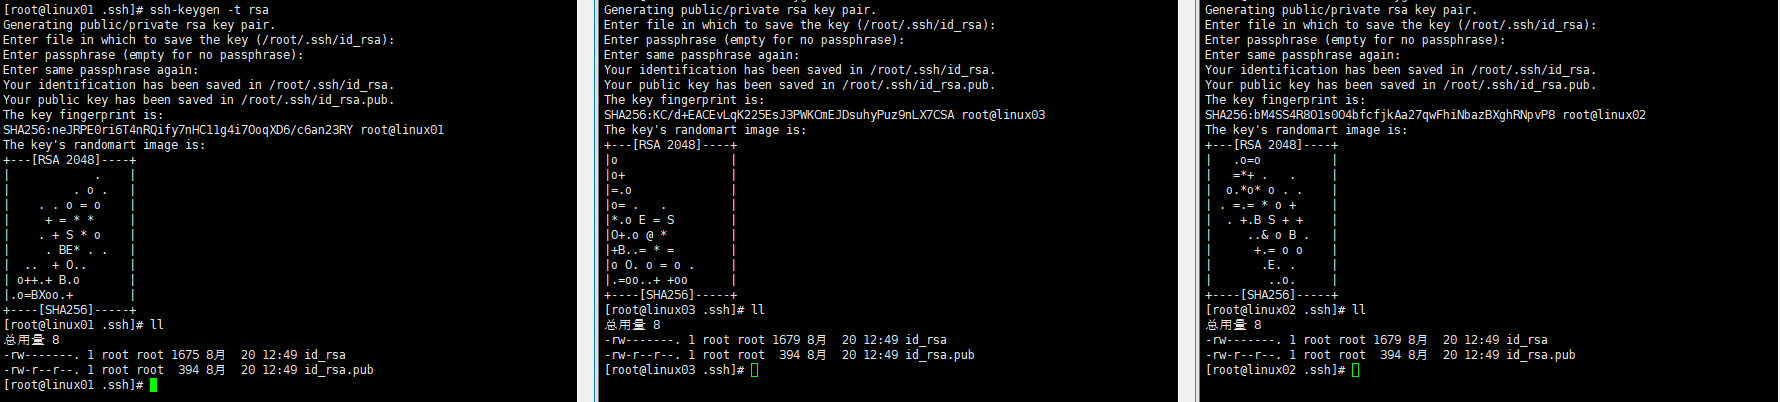 [root@linux01 .ssh]# ssh-keygen -t rsa
Generating public/private rsa key pair.
Enter file in which to save the key (/root/.ssh/id_rsa):
Enter passphrase (empty for no passphrase):
Enter same passphrase again:
Your identification has been saved in /root/.ssh/id_rsa.
Your public key has been saved in /root/.ssh/id_rsa.pub.
The key fingerprint is:
SHA256:neJRPE0ri6T4nRQify7nHC11g4i7OoqXD6/c6an23RY root@linux01
The key's randomart image is:
+---[RSA 2048]----+
|            .    |
|         . o .   |
|    . . o = o    |
|     + = * *     |
|    . + S * o    |
|     . BE* . .   |
|  ..  + O..      |
| o++.+ B.o       |
|.o=BXoo.+        |
+----[SHA256]-----+
[root@linux01 .ssh]# ll
总用量 8
-rw-------. 1 root root 1675 8月  20 12:49 id_rsa
-rw-r--r--. 1 root root  394 8月  20 12:49 id_rsa.pub
[root@linux01 .ssh]#
Generating public/private rsa key pair.
Enter file in which to save the key (/root/.ssh/id_rsa):
Enter passphrase (empty for no passphrase):
Enter same passphrase again:
Your identification has been saved in /root/.ssh/id_rsa.
Your public key has been saved in /root/.ssh/id_rsa.pub.
The key fingerprint is:
SHA256:KC/d+EACEvLqK225EsJ3PWKCmEJDsuhyPuz9nLX7CSA root@linux03
The key's randomart image is:
+---[RSA 2048]----+
|o                |
|o+               |
|=.o              |
|o= .   .         |
|*.o E = S        |
|O+.o @ *         |
|+B..= * =        |
|o O. o = o .     |
|.=oo..+ +oo      |
+----[SHA256]-----+
[root@linux03 .ssh]# ll
总用量 8
-rw-------. 1 root root 1679 8月  20 12:49 id_rsa
-rw-r--r--. 1 root root  394 8月  20 12:49 id_rsa.pub
[root@linux03 .ssh]#
Generating public/private rsa key pair.
Enter file in which to save the key (/root/.ssh/id_rsa):
Enter passphrase (empty for no passphrase):
Enter same passphrase again:
Your identification has been saved in /root/.ssh/id_rsa.
Your public key has been saved in /root/.ssh/id_rsa.pub.
The key fingerprint is:
SHA256:bM4SS4R8O1s0O4bfcfjkAa27qwFhiNbazBXghRNpvP8 root@linux02
The key's randomart image is:
+---[RSA 2048]----+
|   .o=o          |
|   =*+ .   .     |
|  o.*o* o . .    |
| . =.= * o +     |
|  . +.B S + +    |
|     ..& o B .   |
|      +.= o o    |
|       .E. .     |
|        ..o.     |
+----[SHA256]-----+
[root@linux02 .ssh]# ll
总用量 8
-rw-------. 1 root root 1679 8月  20 12:49 id_rsa
-rw-r--r--. 1 root root  394 8月  20 12:49 id_rsa.pub
[root@linux02 .ssh]#